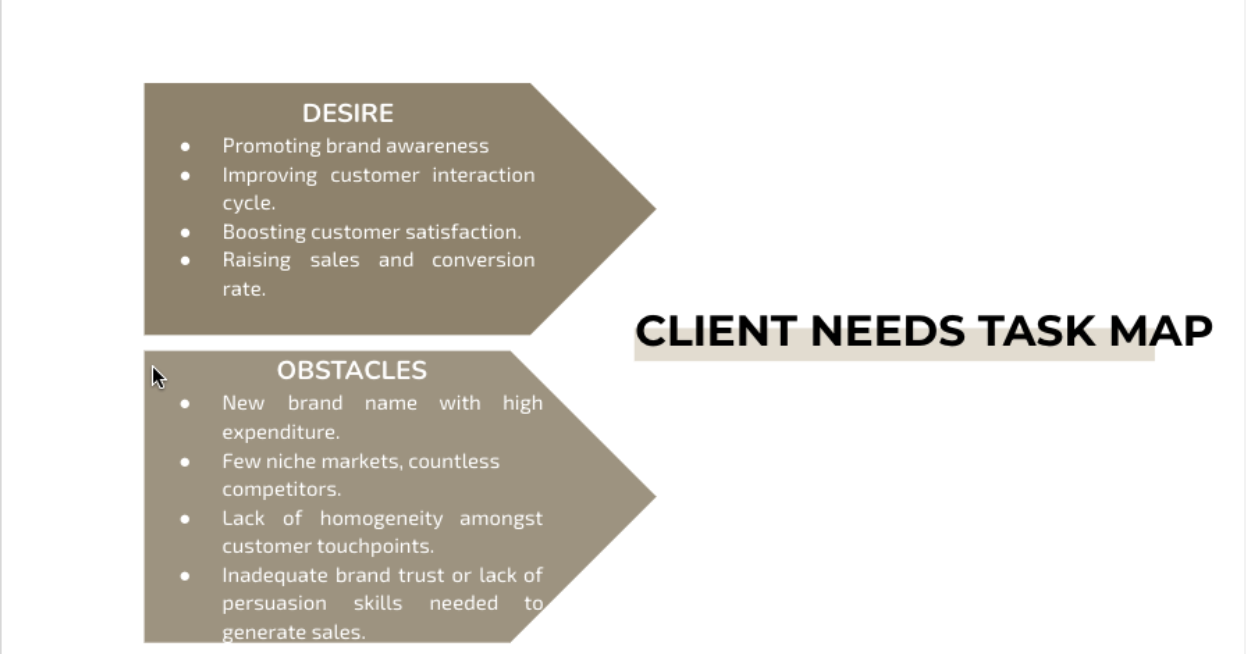 DESIRE
● Promoting brand awareness
● Improving customer interaction
cycle.
● Boosting customer satisfaction.
● Raising sales and conversion
rate.
CLIENT NEEDS TASK MAP
OBSTACLES
● New brand name with high
expenditure.
● Few niche markets, countless
competitors.
● Lack of homogeneity amongst
customer touchpoints.
● Inadequate brand trust or lack of
persuasion skills needed to
generate sales.